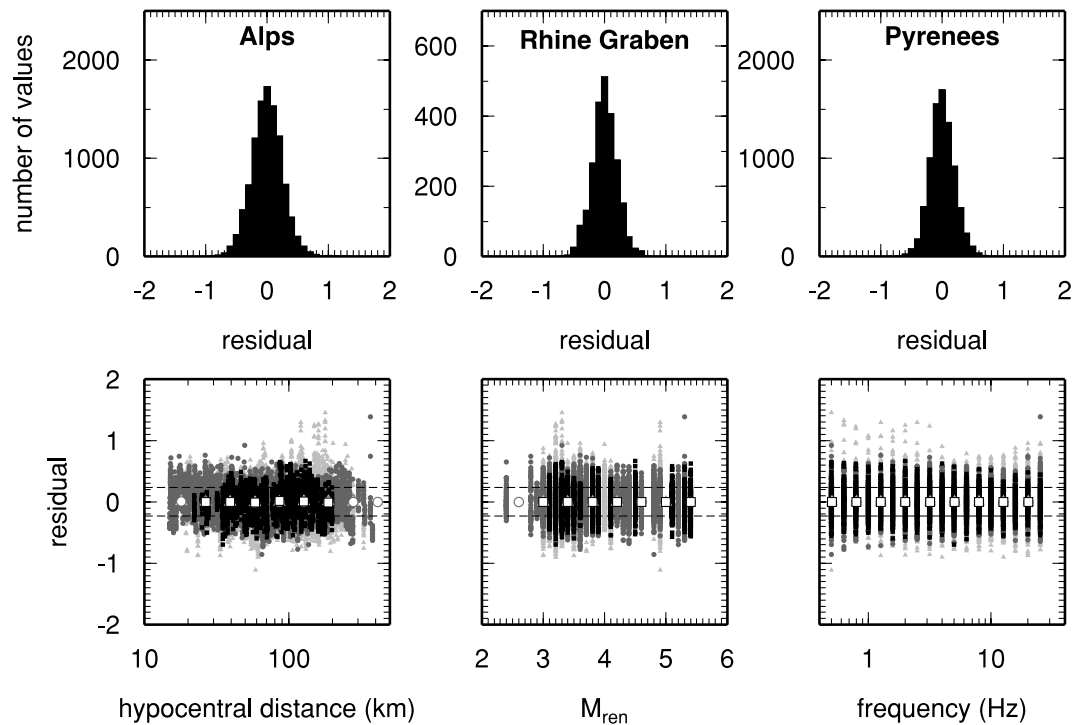 Alps
Rhine Graben
Pyrenees
number of values
2000
1000
0
600
400
200
0
2000
1000
0
-2 -1 0 1 2
-2 -1 0 1 2
-2 -1 0 1 2
residual
residual
residual
residual
2
1
0
-1
-2
10 100
2 3 4 5 6
1 10
hypocentral distance (km)
M_ren
frequency (Hz)